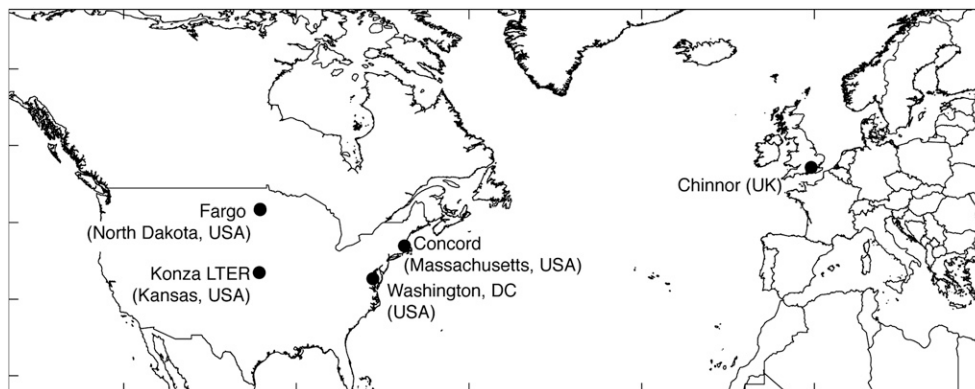 Chinnor (UK)
Fargo
(North Dakota, USA)
Concord
(Massachusetts, USA)
Konza LTER
(Kansas, USA)
Washington, DC
(USA)